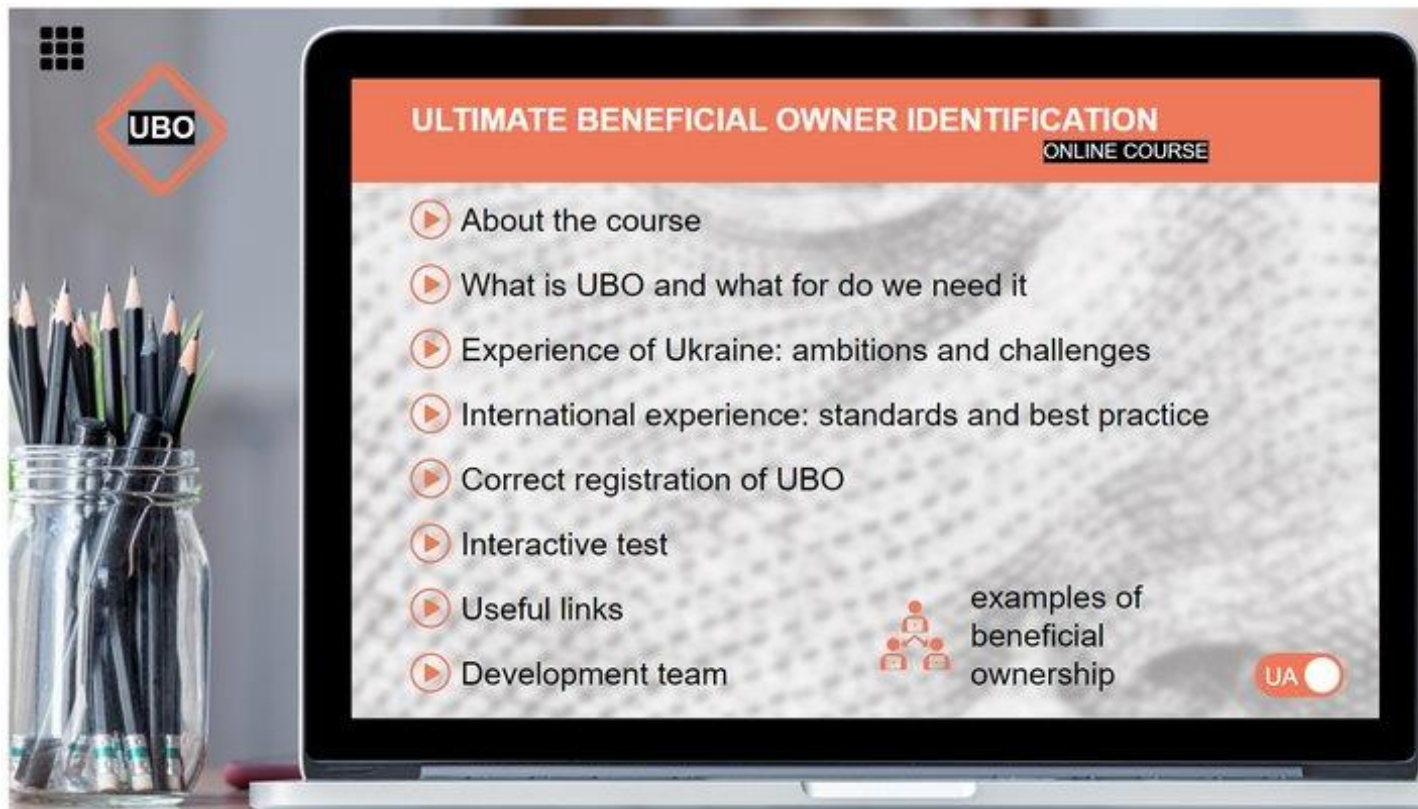 UBO
ULTIMATE BENEFICIAL OWNER IDENTIFICATION
ONLINE COURSE
About the course
What is UBO and what for do we need it
Experience of Ukraine: ambitions and challenges
International experience: standards and best practice
Correct registration of UBO
Interactive test
Useful links
Development team
examples of
beneficial
ownership
UA